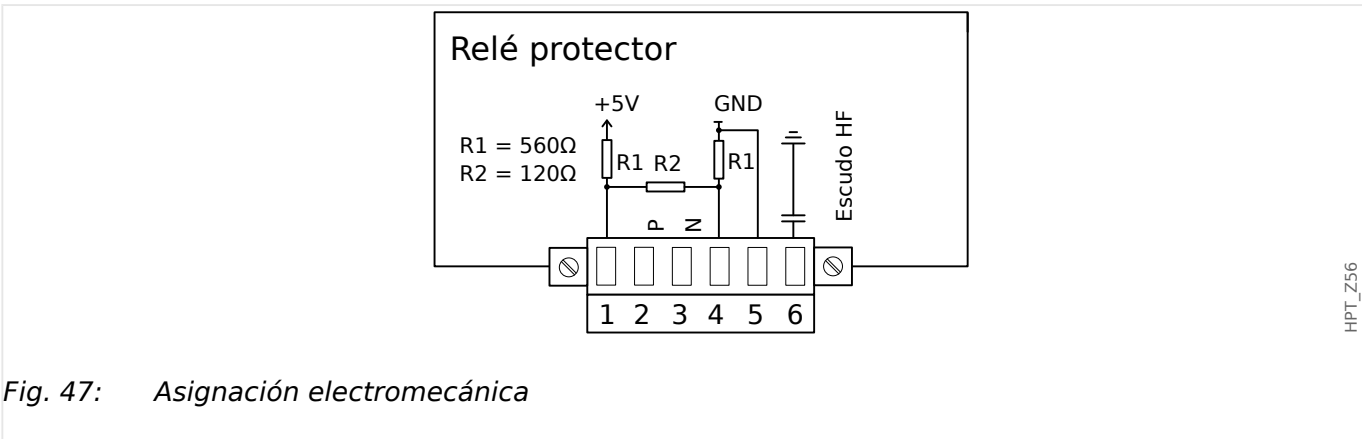 Relé protector
+5V
GND
R1 = 560Ω
R2 = 120Ω
R1
R2
R1
Escudo HF
P
N
1 2 3 4 5 6
HPT_Z56
Fig. 47: Asignación electromecánica